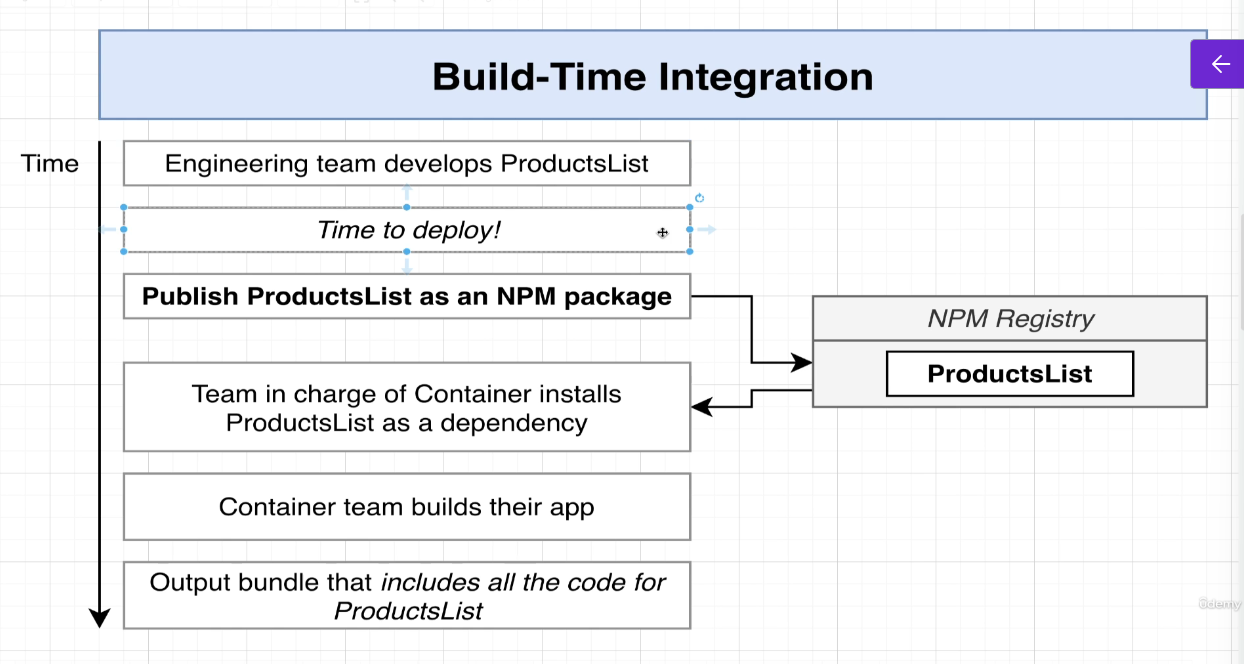 Build-Time Integration
Time
Engineering team develops ProductsList
Time to deploy!
Publish ProductsList as an NPM package
NPM Registry
ProductsList
Team in charge of Container installs
ProductsList as a dependency
Container team builds their app
Output bundle that includes all the code for
ProductsList
ûdemy